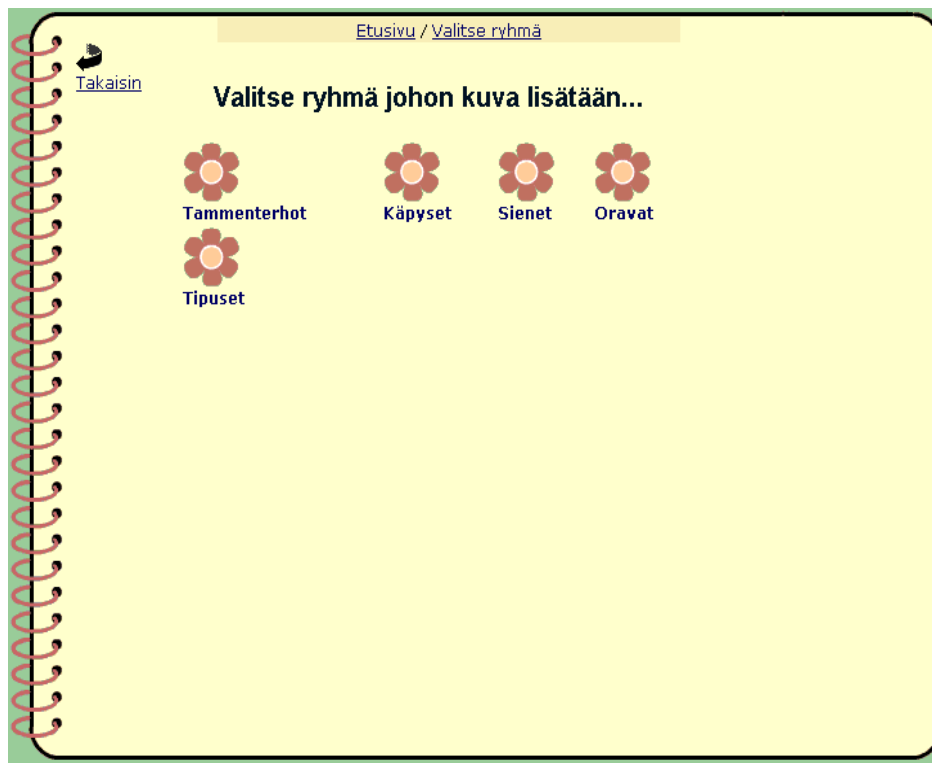 Etusivu / Valitse ryhmä
Takaisin
Valitse ryhmä johon kuva lisätään...
Tammenterhot Käpyset Sienet Oravat
Tipuset